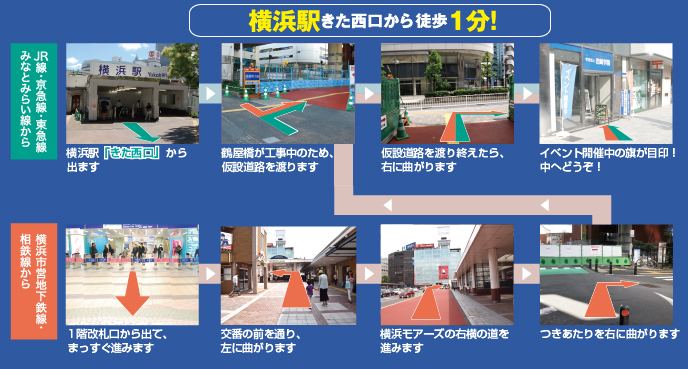 横浜駅きた西口から徒歩1分!
JR線・京急線・東急線
みなとみらい線から
横浜駅
横浜駅「きた西口」から
出ます
鶴屋橋が工事中のため、
仮設道路を渡ります
仮設道路を渡り終えたら、
右に曲がります
イベント
イベント開催中の旗が目印!
中へどうぞ!
横浜市営地下鉄線・
相鉄線から
1階改札口から出て、
まっすぐ進みます
交番の前を通り、
左に曲がります
横浜モアーズの右横の道を
進みます
つきあたりを右に曲がります